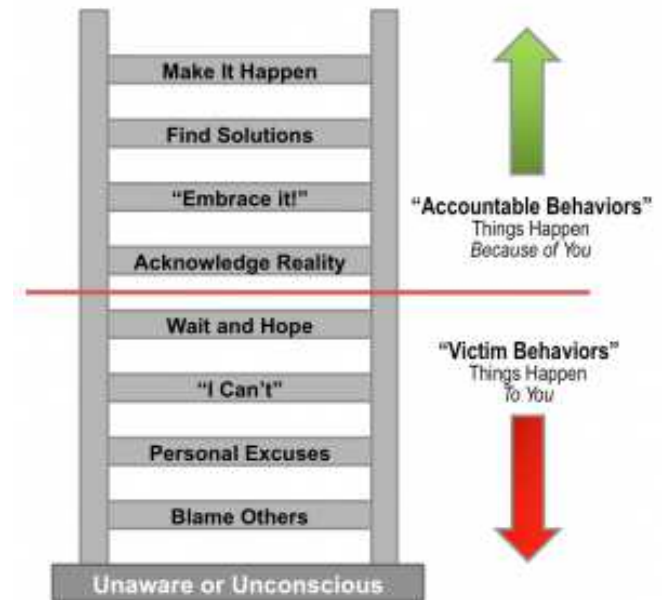 Make It Happen
Find Solutions
“Embrace it!”
Acknowledge Reality
Wait and Hope
“I Can’t”
Personal Excuses
Blame Others
Unaware or Unconscious
“Accountable Behaviors”
Things Happen
Because of You
“Victim Behaviors”
Things Happen
To You